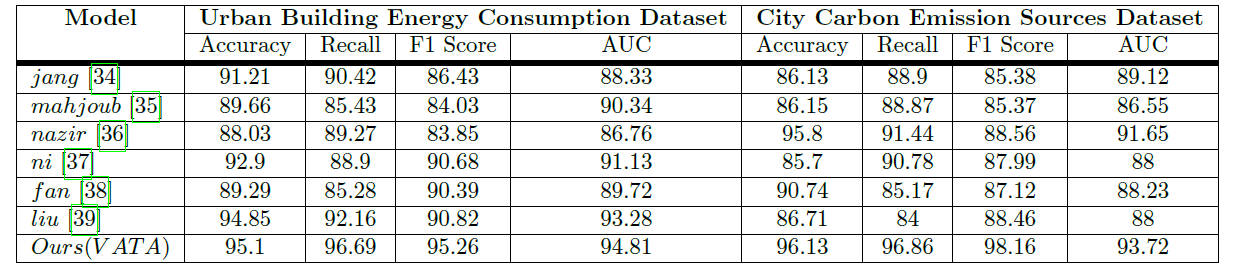 Model Urban Building Energy Consumption Dataset City Carbon Emission Sources Dataset
Accuracy Recall F1 Score AUC Accuracy Recall F1 Score AUC
jang [34] 91.21 90.42 86.43 88.33 86.13 88.9 85.38 89.12
mahjoub [35] 89.66 85.43 84.03 90.34 86.15 88.87 85.37 86.55
nazir [36] 88.03 89.27 83.85 86.76 95.8 91.44 88.56 91.65
ni [37] 92.9 88.9 90.68 91.13 85.7 90.78 87.99 88
fan [38] 89.29 85.28 90.39 89.72 90.74 85.17 87.12 88.23
liu [39] 94.85 92.16 90.82 93.28 86.71 84 88.46 88
Ours(VATA) 95.1 96.69 95.26 94.81 96.13 96.86 98.16 93.72